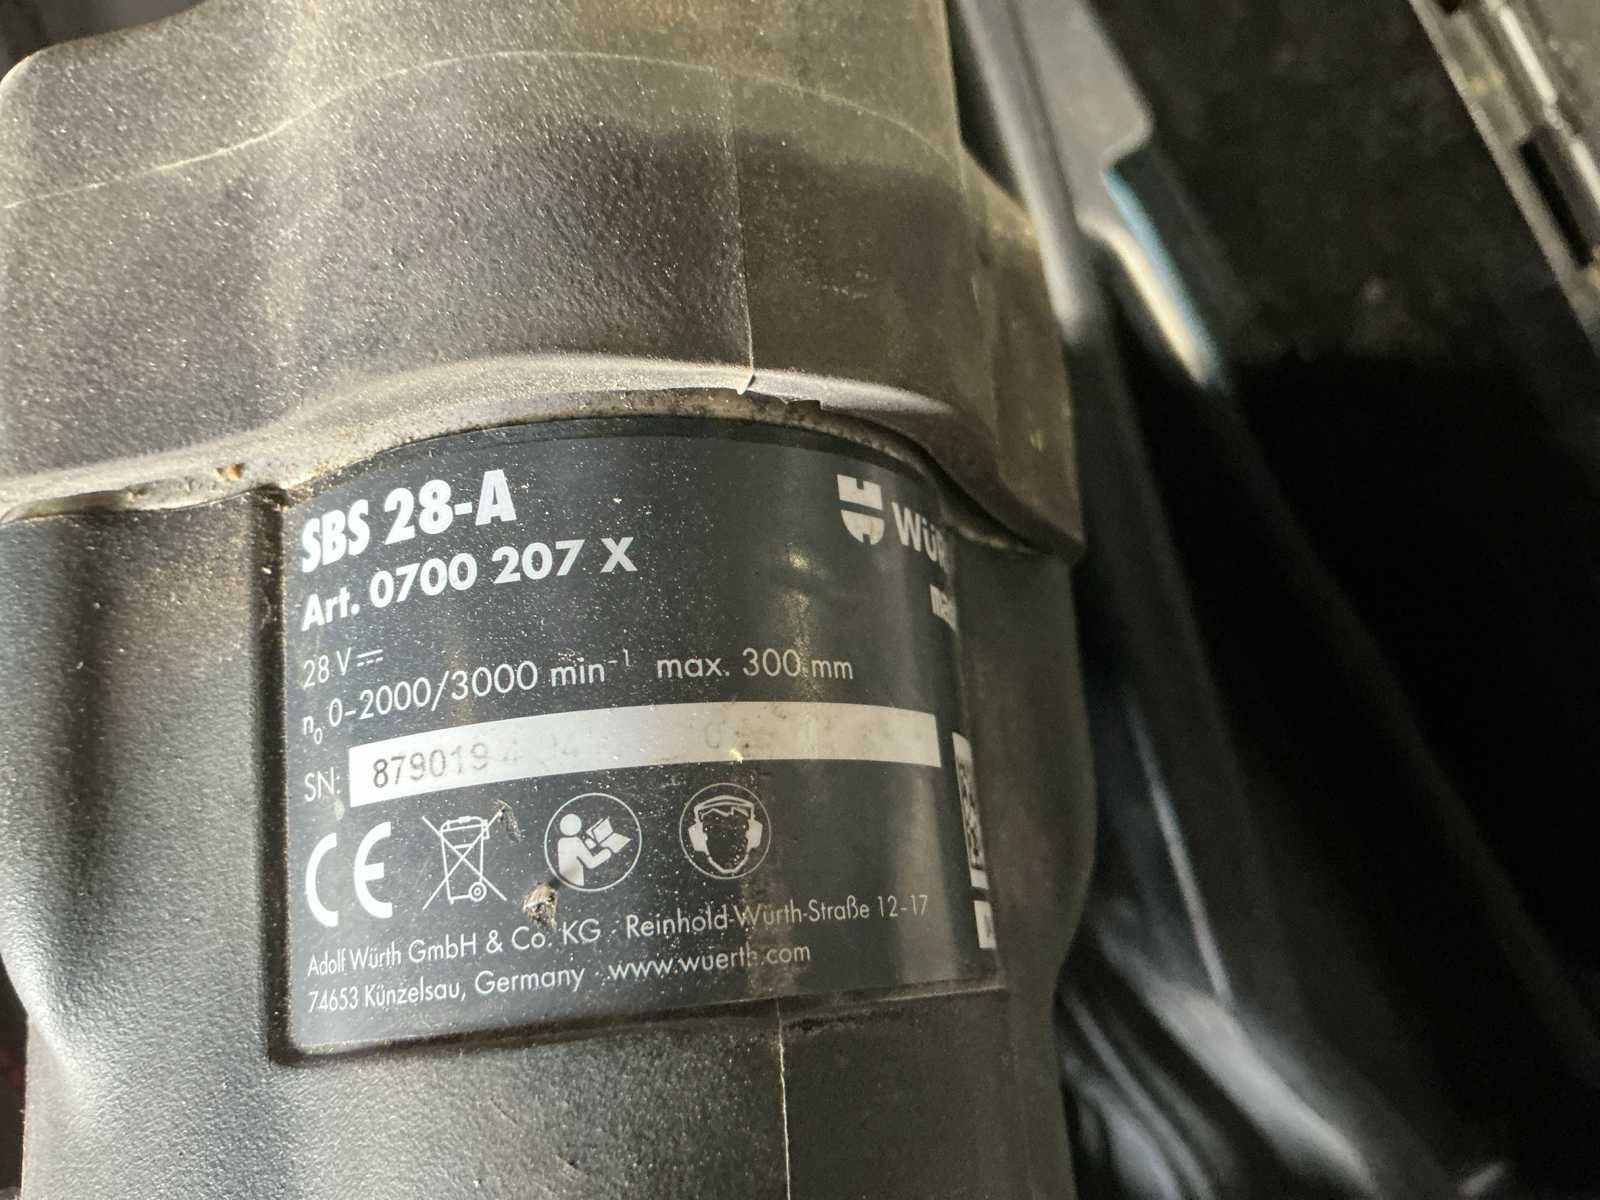 SBS 28-A
Art. 0700 207 X
28 V
n₀ 0-2000/3000 min⁻¹ max. 300 mm
SN: 879019
CE
Adolf Würth GmbH & Co. KG · Reinhold-Würth-Straße 12-17
74653 Künzelsau, Germany · www.wuerth.com